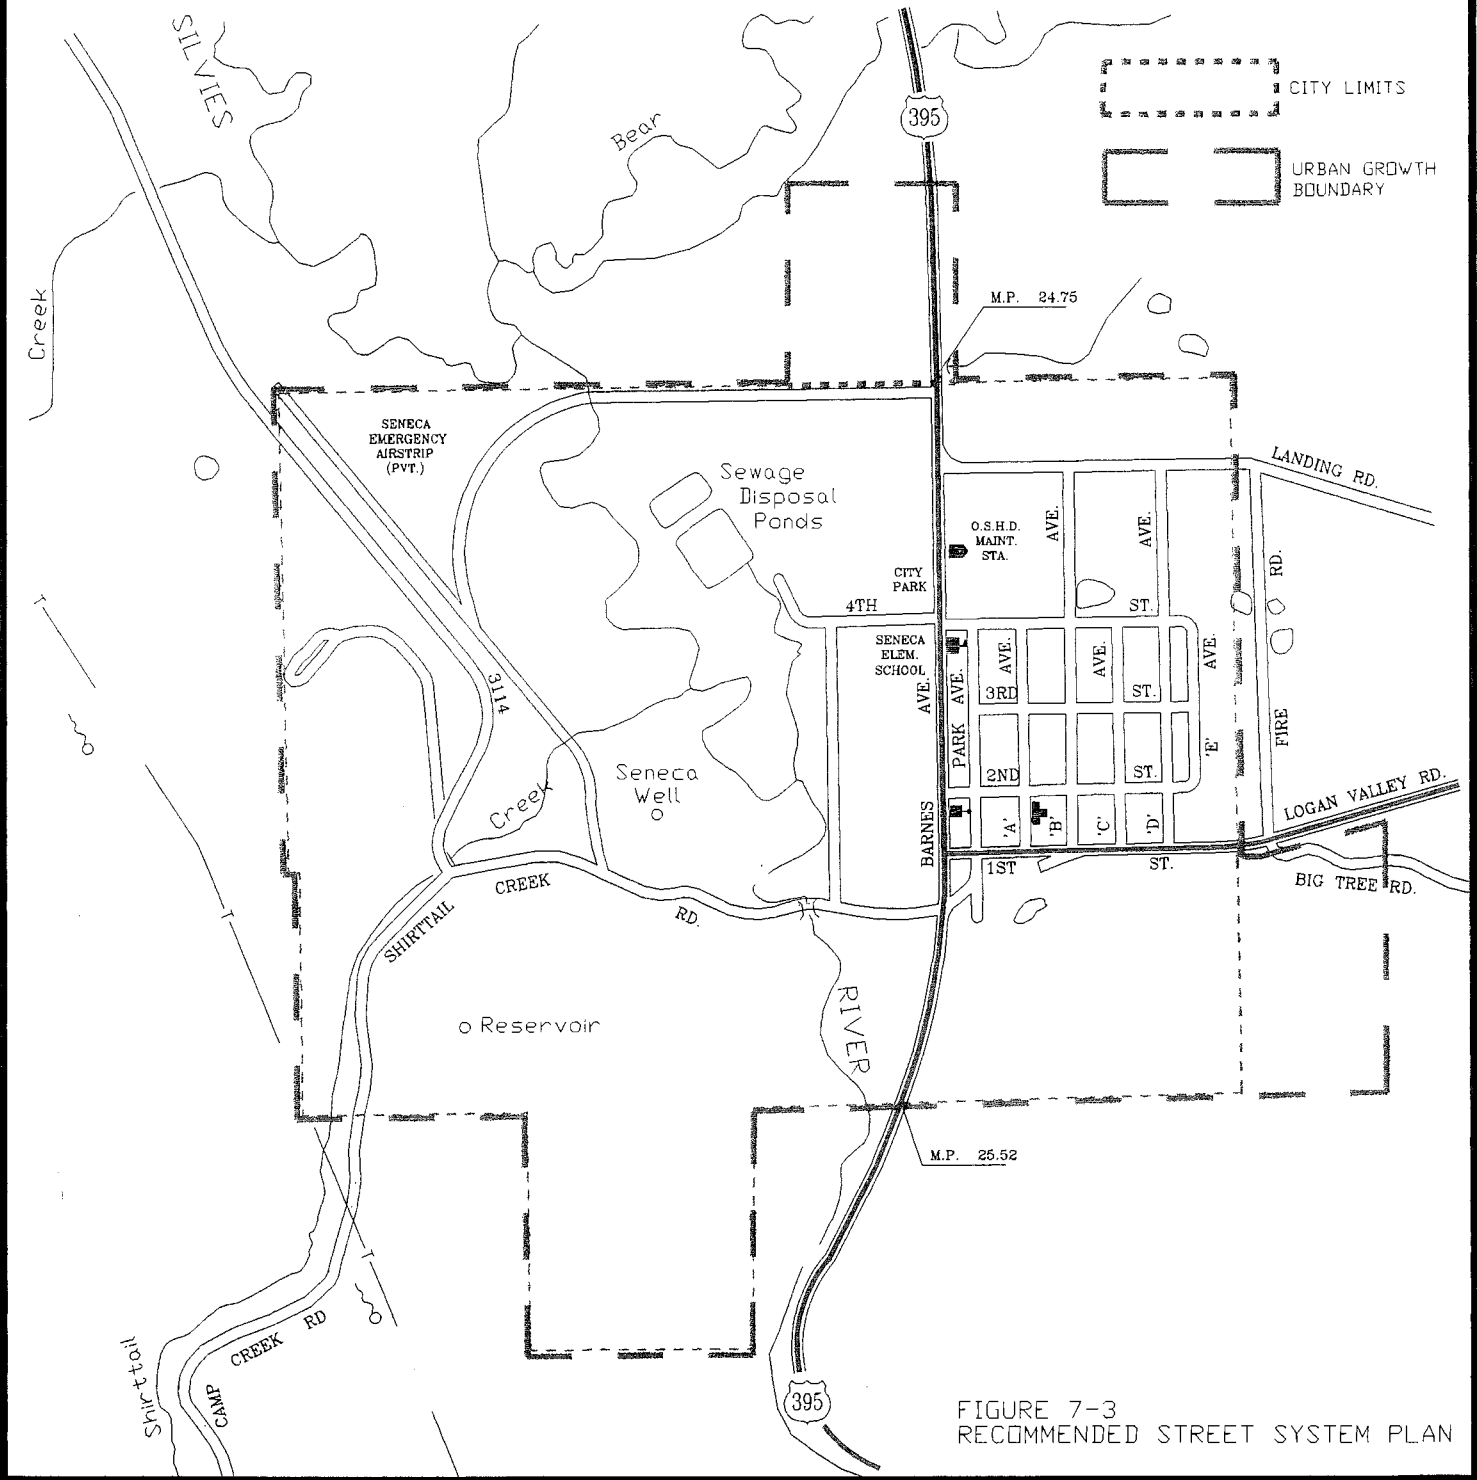 SILVIES
Bear
Creek
395
CITY LIMITS
URBAN GROWTH
BOUNDARY
M.P. 24.75
SENECA
EMERGENCY
AIRSTRIP
(PVT.)
Sewage
Disposal
Ponds
LANDING RD.
O.S.H.D.
MAINT.
STA.
AVE.
AVE.
CITY
PARK
4TH
ST.
FIRE RD.
SENECA
ELEM.
SCHOOL
BARNES AVE.
PARK AVE.
AVE.
AVE.
'E' AVE.
3RD
ST.
2ND
ST.
'A'
'B'
'C'
'D'
1ST
ST.
3114
Seneca
Well
Creek
LOGAN VALLEY RD.
BIG TREE RD.
SHIRTTAIL CREEK RD.
Reservoir
RIVER
M.P. 25.52
T
T
T
CAMP CREEK RD
Shirttail
395
FIGURE 7-3
RECOMMENDED STREET SYSTEM PLAN